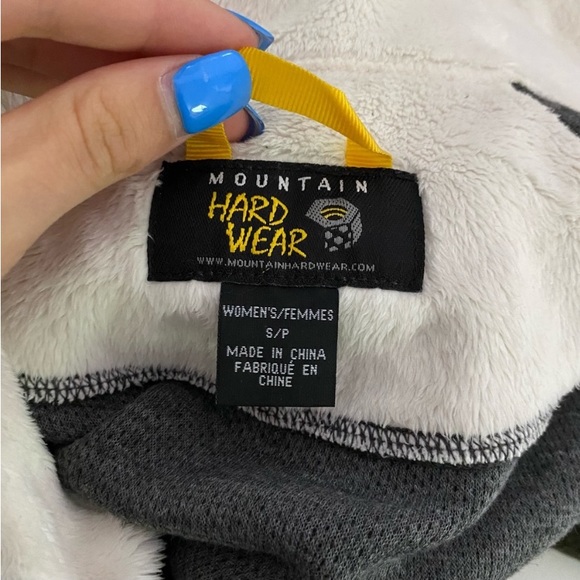 MOUNTAIN
HARD
WEAR
WWW.MOUNTAINHARDWEAR.COM
WOMEN'S/FEMMES
S/P
MADE IN CHINA
FABRIQUÉ EN
CHINE